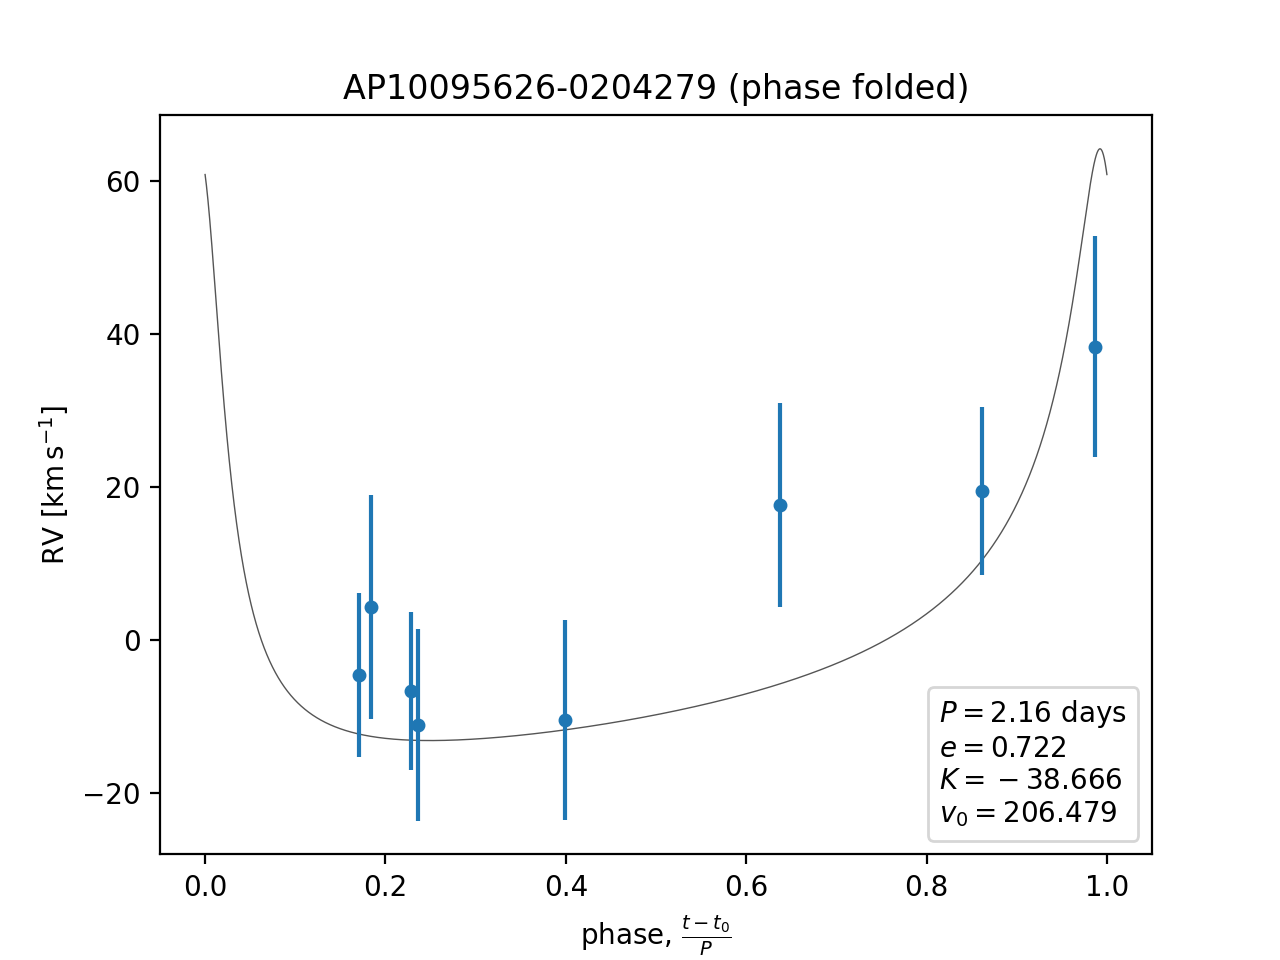 AP10095626-0204279 (phase folded)
RV [km s⁻¹]
60
40
20
0
−20
P = 2.16 days
e = 0.722
K = − 38.666
v₀ = 206.479
0.0 0.2 0.4 0.6 0.8 1.0
phase, (t − t₀)/P